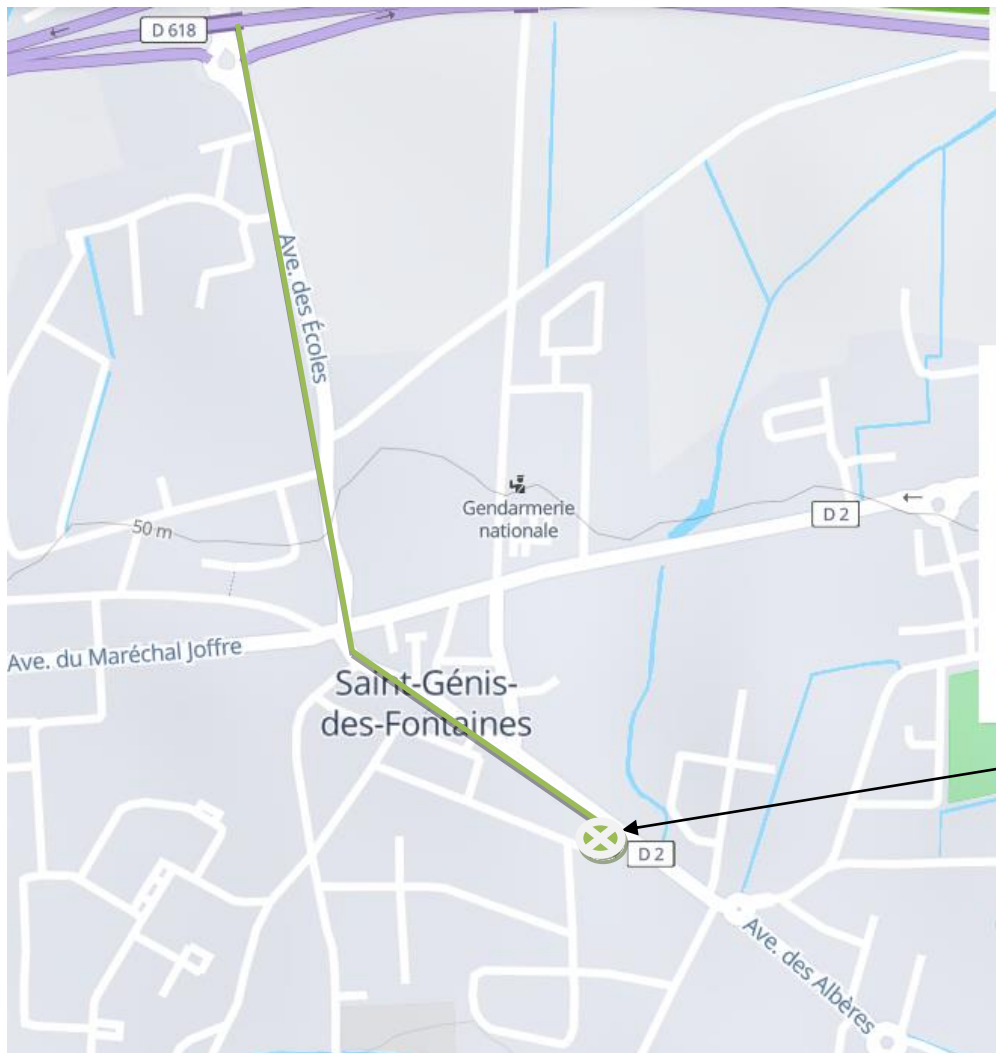 D 618
Ave. des Écoles
Gendarmerie
nationale
D 2
50 m
Ave. du Maréchal Joffre
Saint-Génis-
des-Fontaines
D 2
Ave. des Albères